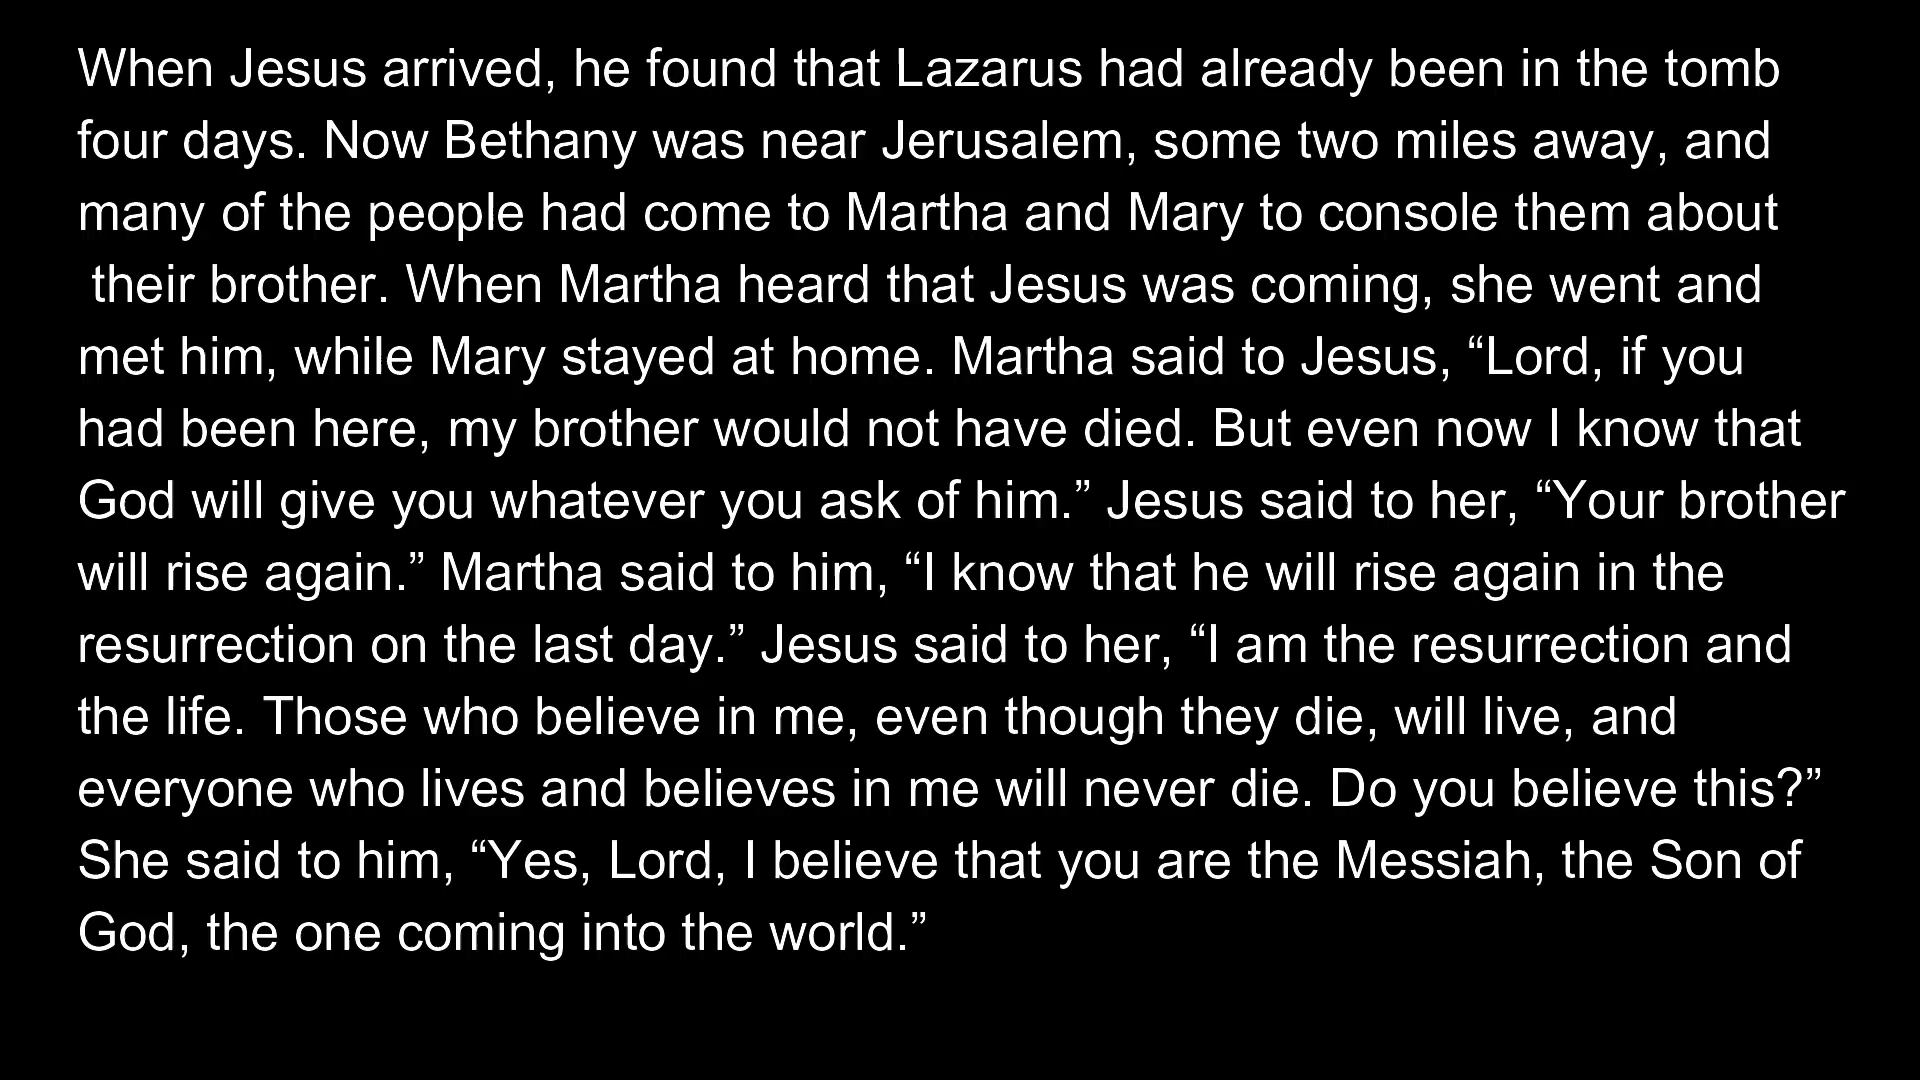 When Jesus arrived, he found that Lazarus had already been in the tomb
four days. Now Bethany was near Jerusalem, some two miles away, and
many of the people had come to Martha and Mary to console them about
their brother. When Martha heard that Jesus was coming, she went and
met him, while Mary stayed at home. Martha said to Jesus, “Lord, if you
had been here, my brother would not have died. But even now I know that
God will give you whatever you ask of him.” Jesus said to her, “Your brother
will rise again.” Martha said to him, “I know that he will rise again in the
resurrection on the last day.” Jesus said to her, “I am the resurrection and
the life. Those who believe in me, even though they die, will live, and
everyone who lives and believes in me will never die. Do you believe this?”
She said to him, “Yes, Lord, I believe that you are the Messiah, the Son of
God, the one coming into the world.”